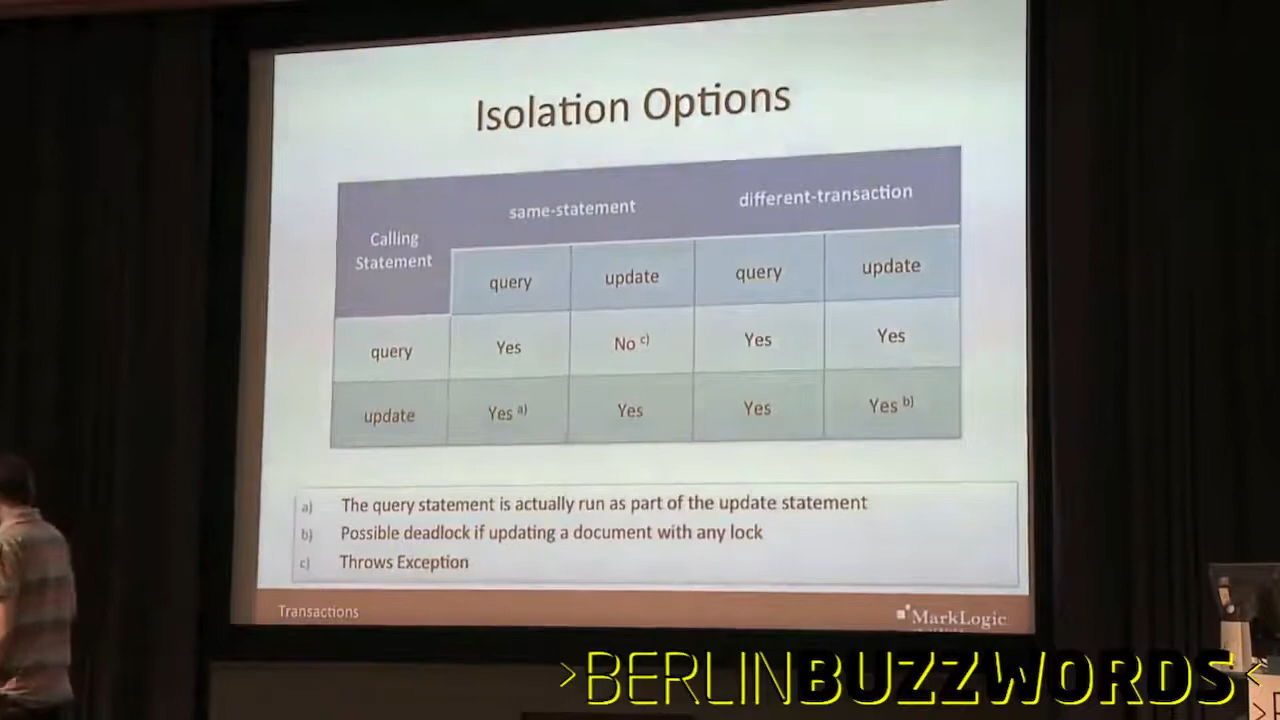 Isolation Options
Calling Statement same-statement different-transaction
query update query update
query Yes No c) Yes Yes
update Yes a) Yes Yes Yes b)
a) The query statement is actually run as part of the update statement
b) Possible deadlock if updating a document with any lock
c) Throws Exception
Transactions MarkLogic
>BERLINBUZZWORDS<